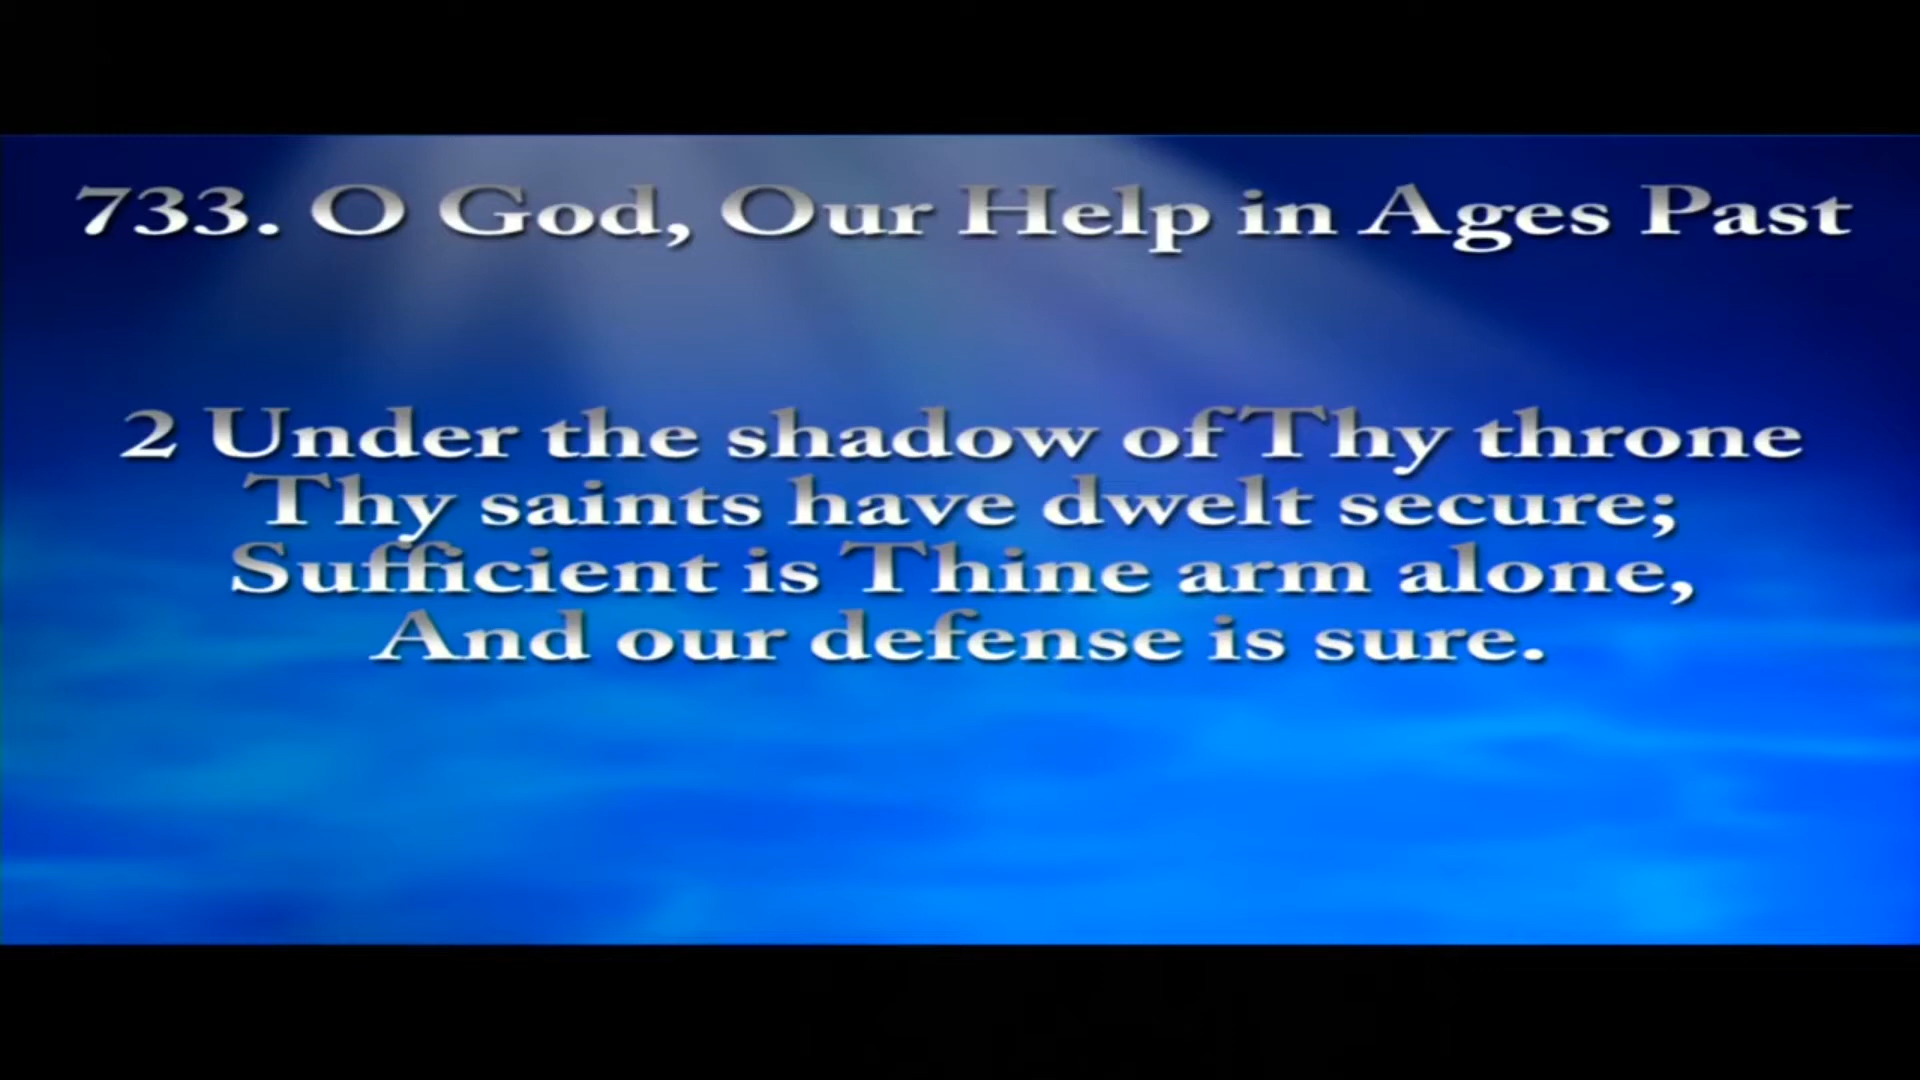 733. O God, Our Help in Ages Past
2 Under the shadow of Thy throne
Thy saints have dwelt secure;
Sufficient is Thine arm alone,
And our defense is sure.